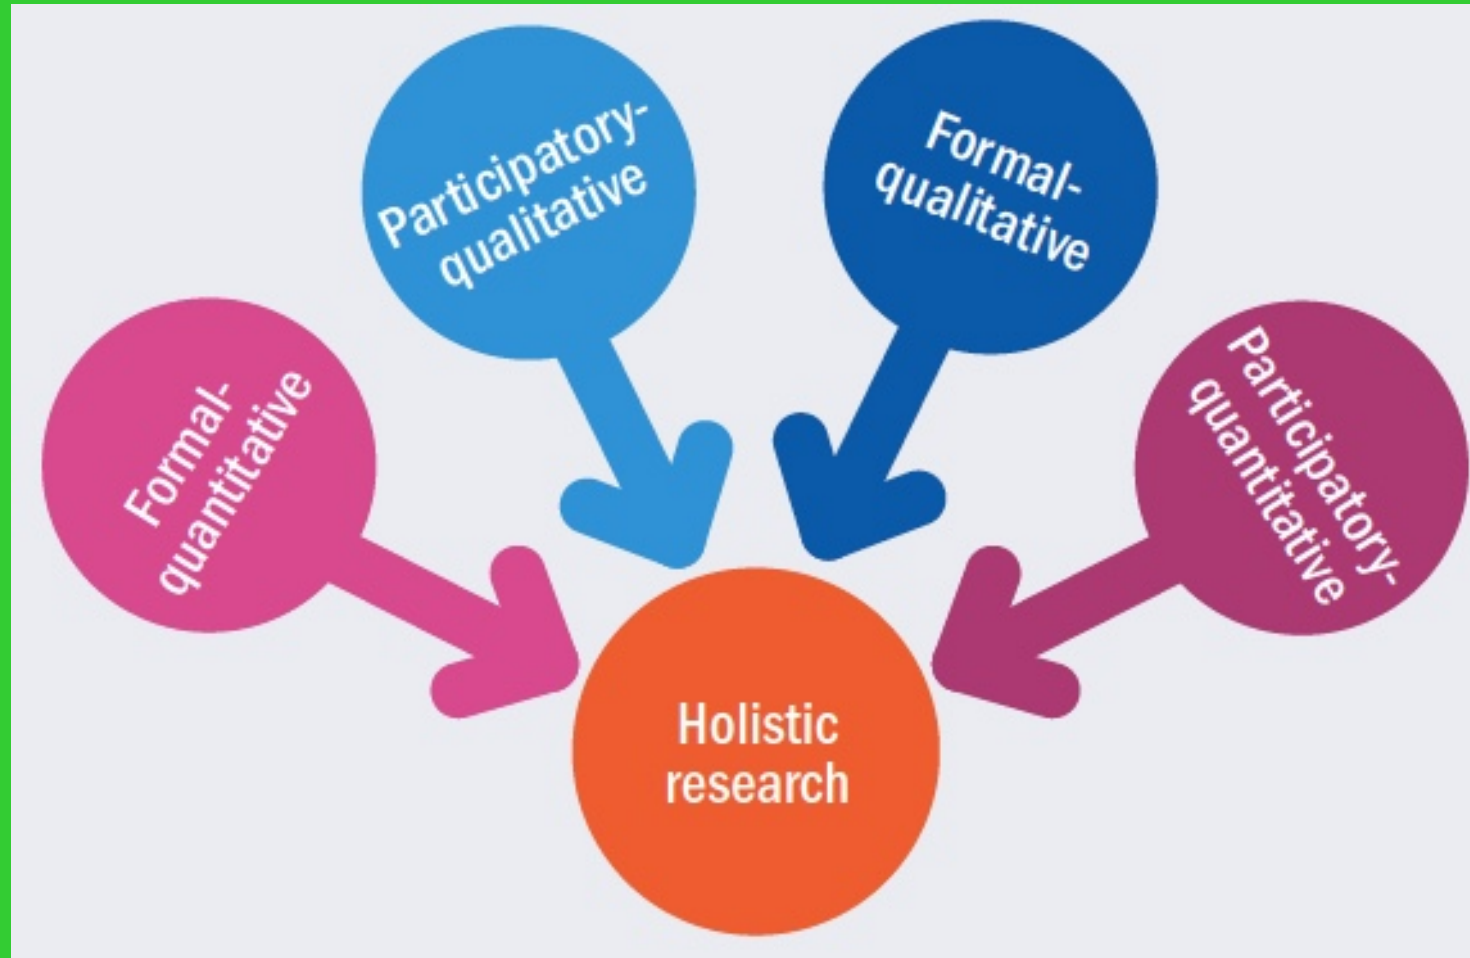 Formal-
quantitative
Participatory-
qualitative
Formal-
qualitative
Participatory-
quantitative
Holistic
research